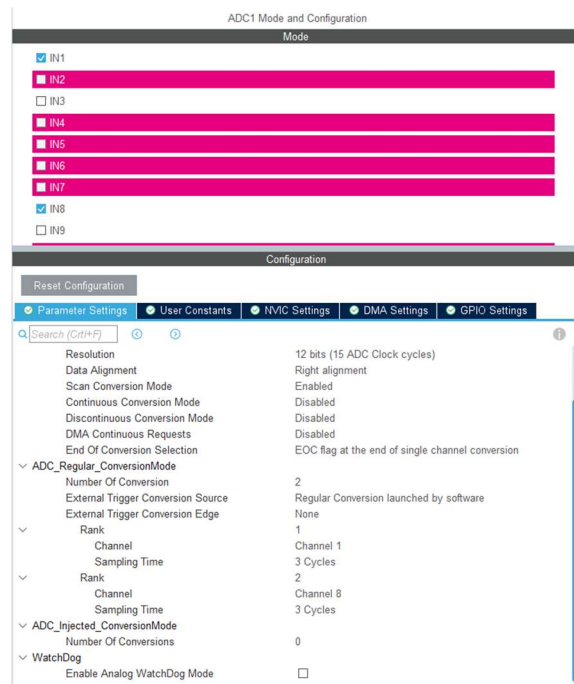 ADC1 Mode and Configuration
Mode
IN1
IN2
IN3
IN4
IN5
IN6
IN7
IN8
IN9
Configuration
Reset Configuration
Parameter Settings User Constants NVIC Settings DMA Settings GPIO Settings
Search (Crtl+F)
Resolution 12 bits (15 ADC Clock cycles)
Data Alignment Right alignment
Scan Conversion Mode Enabled
Continuous Conversion Mode Disabled
Discontinuous Conversion Mode Disabled
DMA Continuous Requests Disabled
End Of Conversion Selection EOC flag at the end of single channel conversion
ADC_Regular_ConversionMode
Number Of Conversion 2
External Trigger Conversion Source Regular Conversion launched by software
External Trigger Conversion Edge None
Rank 1
Channel Channel 1
Sampling Time 3 Cycles
Rank 2
Channel Channel 8
Sampling Time 3 Cycles
ADC_Injected_ConversionMode
Number Of Conversions 0
WatchDog
Enable Analog WatchDog Mode